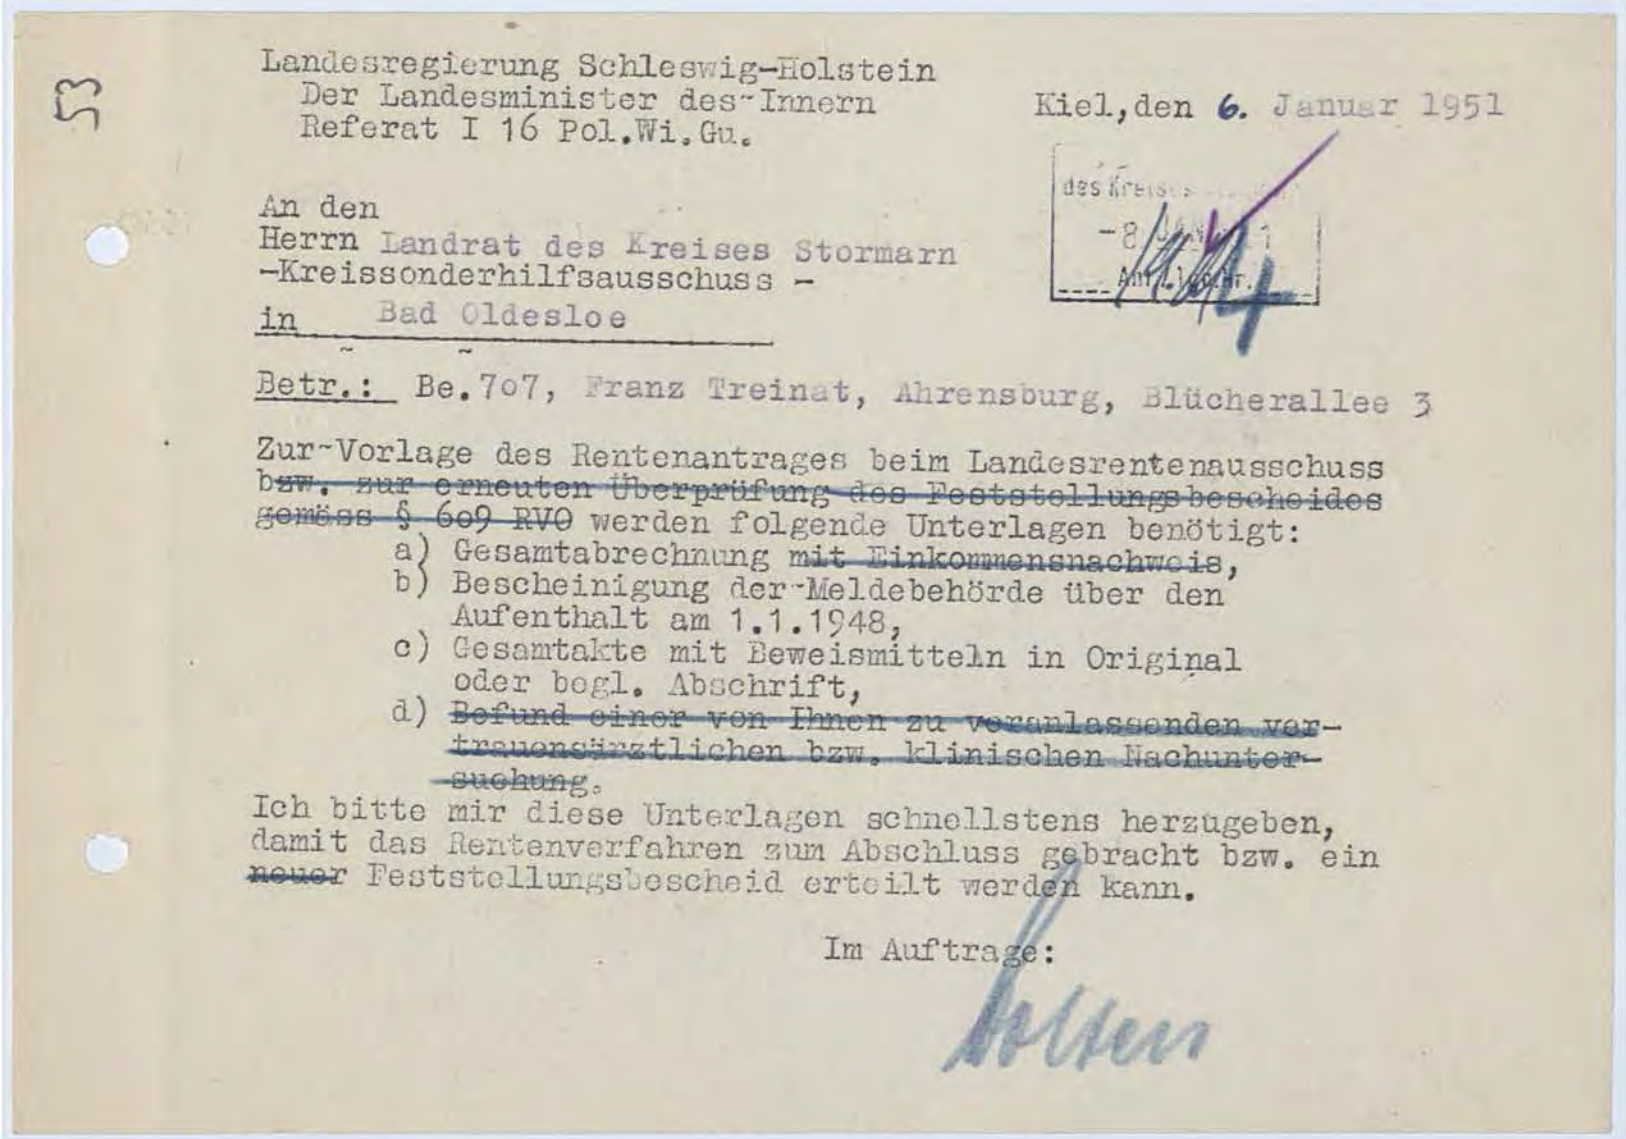 Landesregierung Schleswig-Holstein
Der Landesminister des Innern
Referat I 16 Pol.Wi.Gu.
Kiel,den 6. Januar 1951
des Kreises
-8. JAN. 1
An den
Herrn Landrat des Kreises Stormarn
-Kreissonderhilfsausschuss -
in Bad Oldesloe
Betr.: Be.7o7, Franz Treinat, Ahrensburg, Blücherallee 3
Zur Vorlage des Rentenantrages beim Landesrentenausschuss
bzw. zur erneuten Überprüfung des Feststellungsbescheides
gemäss § 6o9 RVO werden folgende Unterlagen benötigt:
a) Gesamtabrechnung mit Einkommensnachweis,
b) Bescheinigung der Meldebehörde über den
Aufenthalt am 1.1.1948,
c) Gesamtakte mit Beweismitteln in Original
oder begl. Abschrift,
d) Befund einer von Ihnen zu veranlassenden ver-
trauensärztlichen bzw. klinischen Nachunter-
suchung.
Ich bitte mir diese Unterlagen schnellstens herzugeben,
damit das Rentenverfahren zum Abschluss gebracht bzw. ein
neuer Feststellungsbescheid erteilt werden kann.
Im Auftrage: